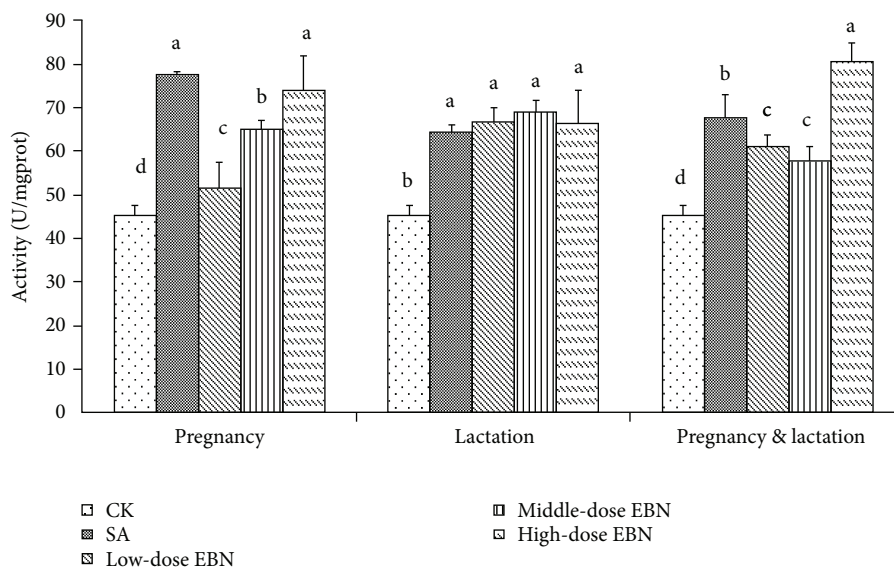 90
80
70
60
50
40
30
20
10
0
Activity (U/mgprot)
d
a
c
b
a
b
a
a
a
a
d
b
c
c
a
Pregnancy
Lactation
Pregnancy & lactation
CK
SA
Low-dose EBN
Middle-dose EBN
High-dose EBN